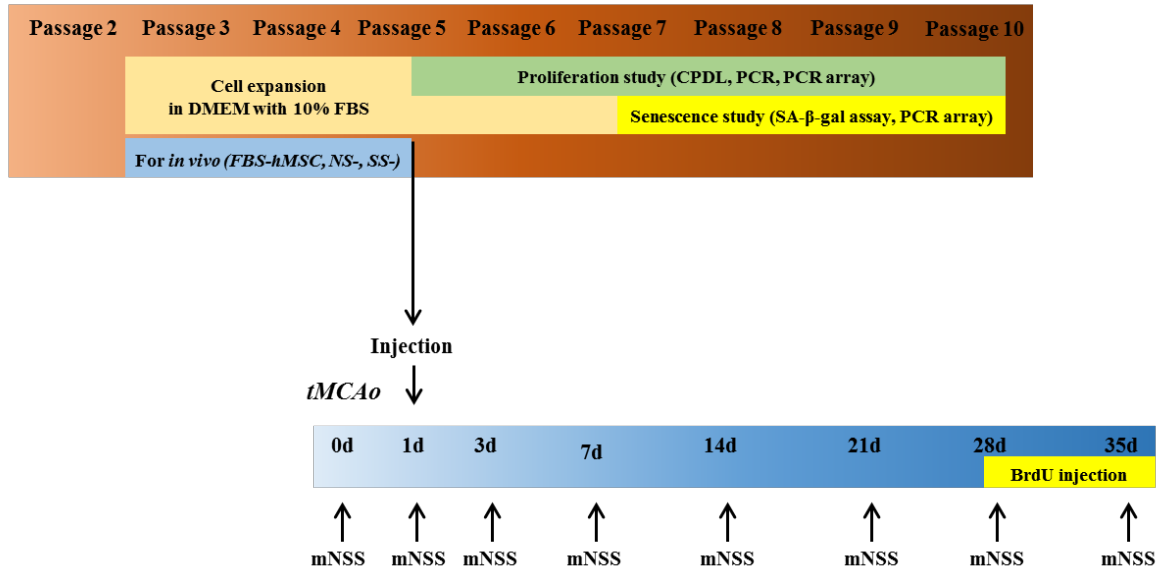 Passage 2 Passage 3 Passage 4 Passage 5 Passage 6 Passage 7 Passage 8 Passage 9 Passage 10
Cell expansion
in DMEM with 10% FBS
Proliferation study (CPDL, PCR, PCR array)
Senescence study (SA-β-gal assay, PCR array)
For in vivo (FBS-hMSC, NS-, SS-)
Injection
tMCAo
0d 1d 3d 7d 14d 21d 28d 35d
BrdU injection
mNSS mNSS mNSS mNSS mNSS mNSS mNSS mNSS